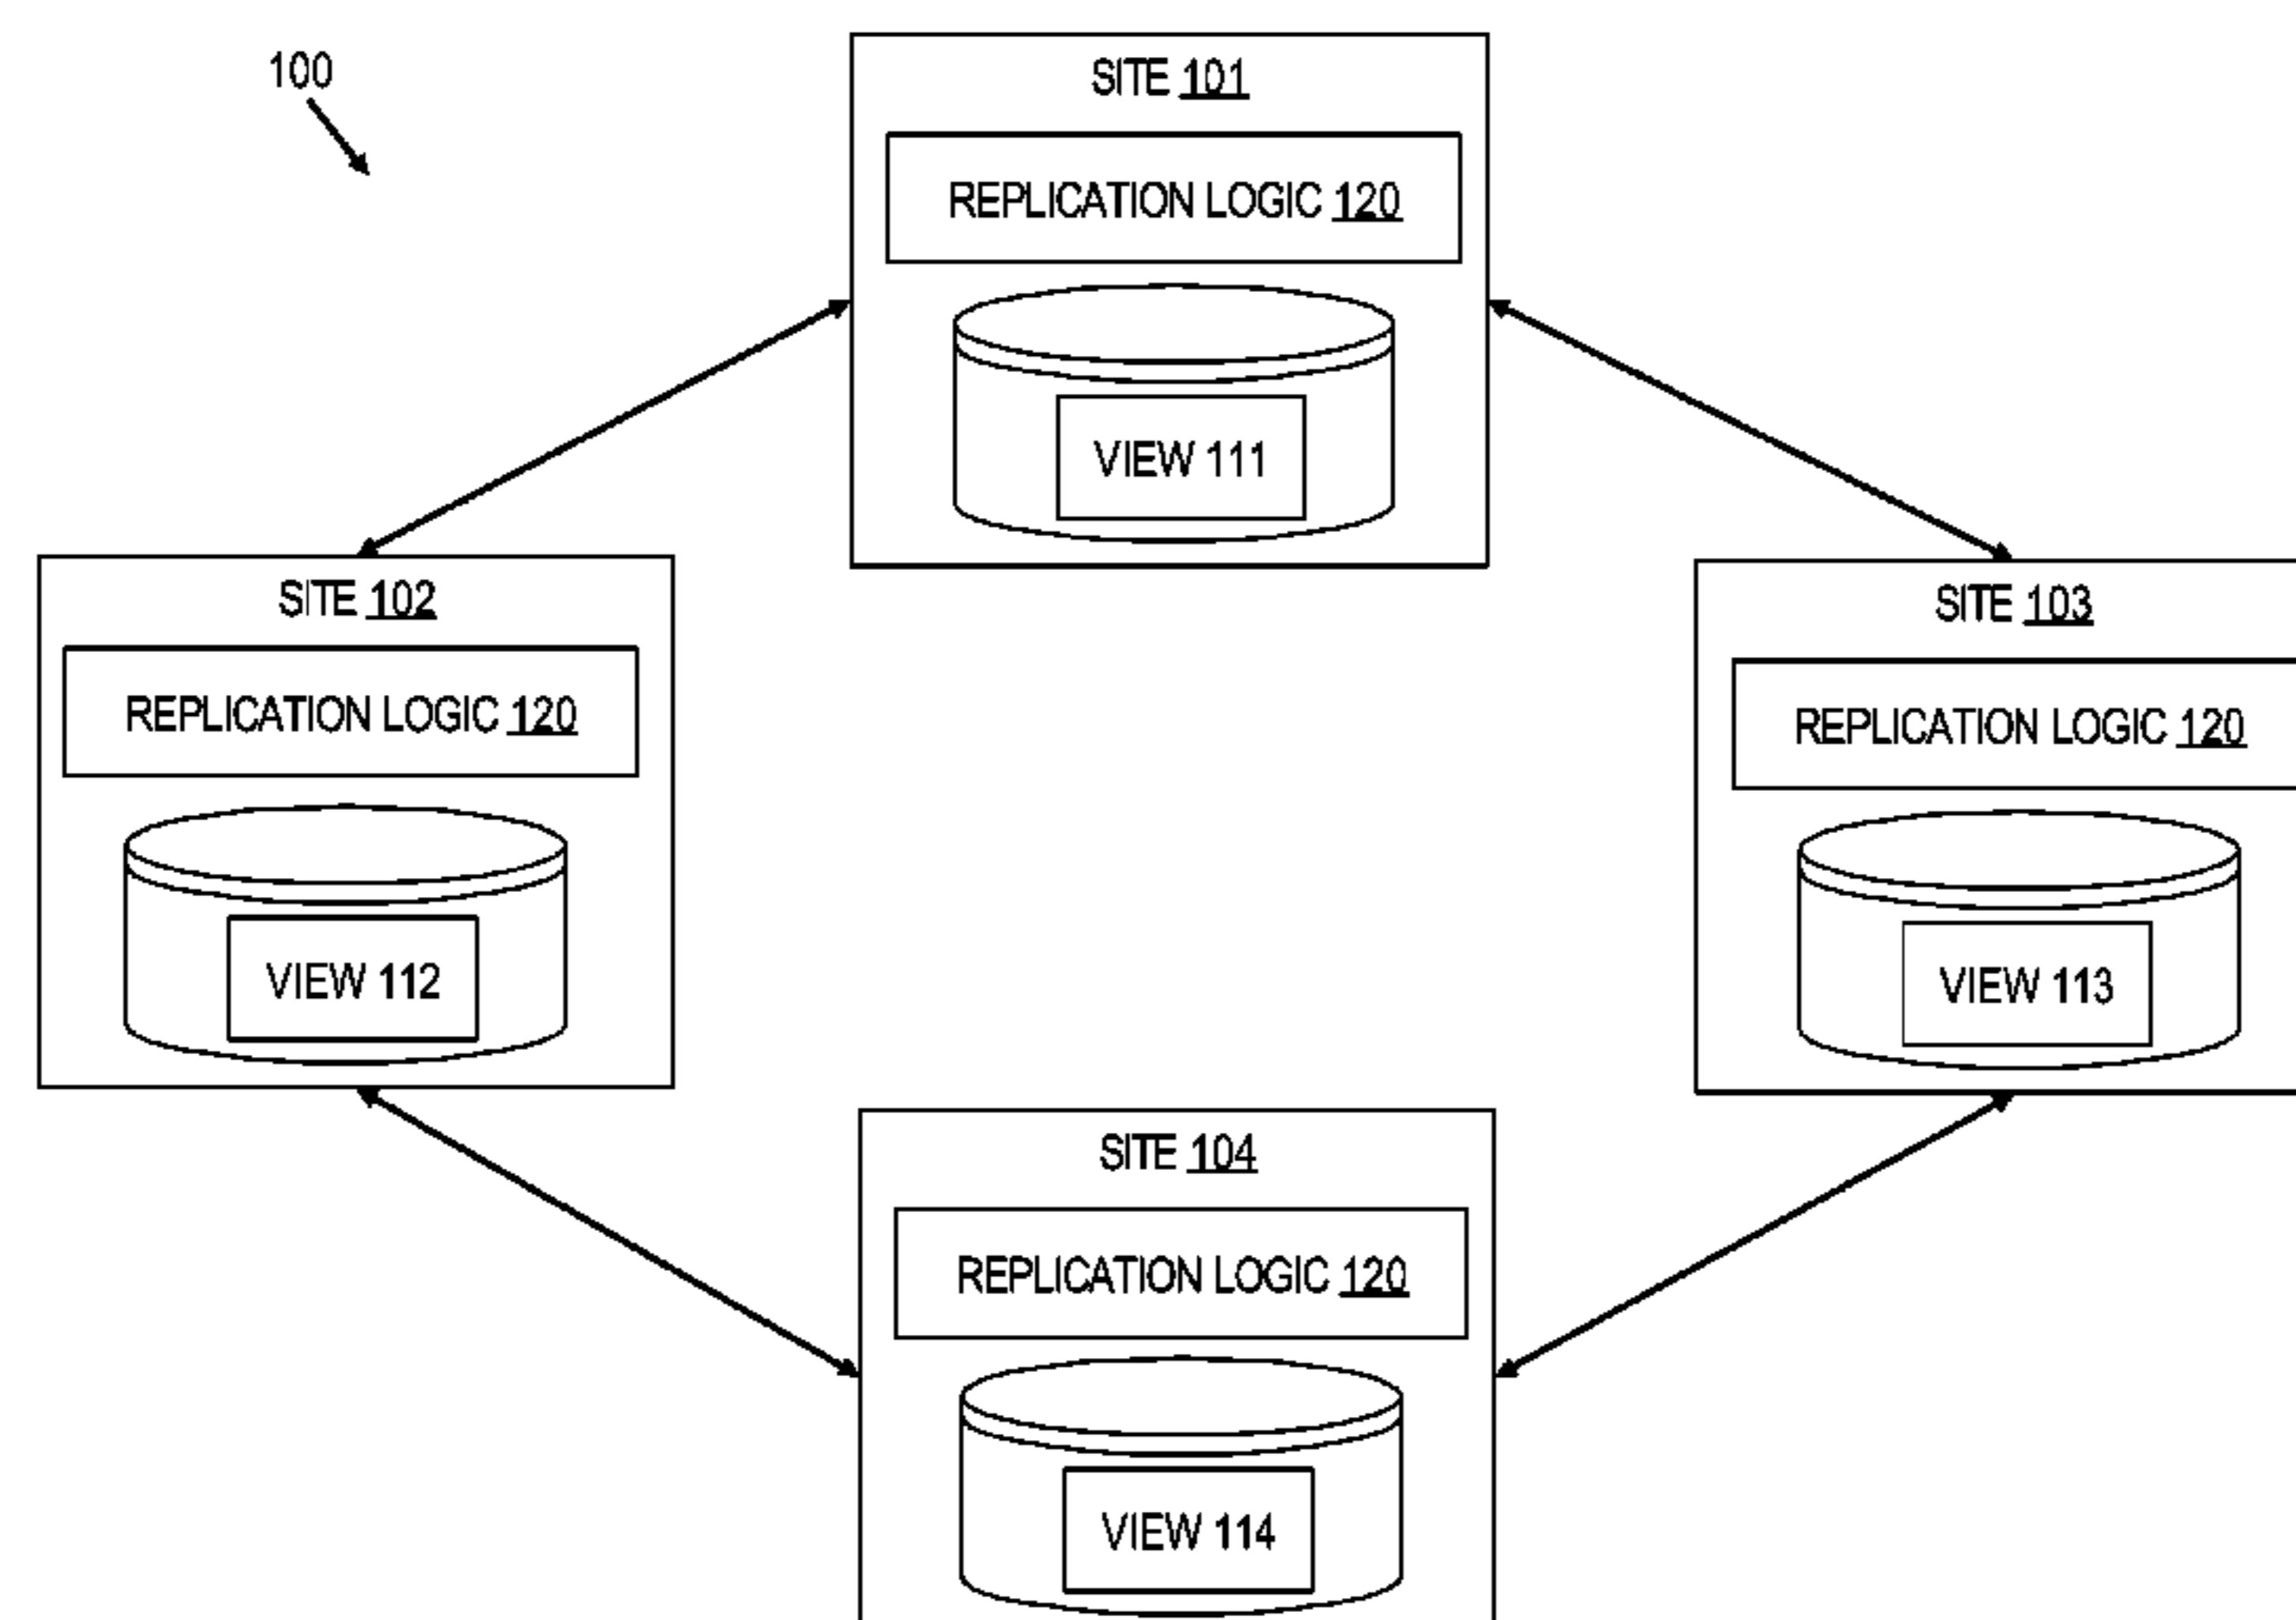 100
SITE 101
REPLICATION LOGIC 120
VIEW 111
SITE 102
REPLICATION LOGIC 120
VIEW 112
SITE 103
REPLICATION LOGIC 120
VIEW 113
SITE 104
REPLICATION LOGIC 120
VIEW 114